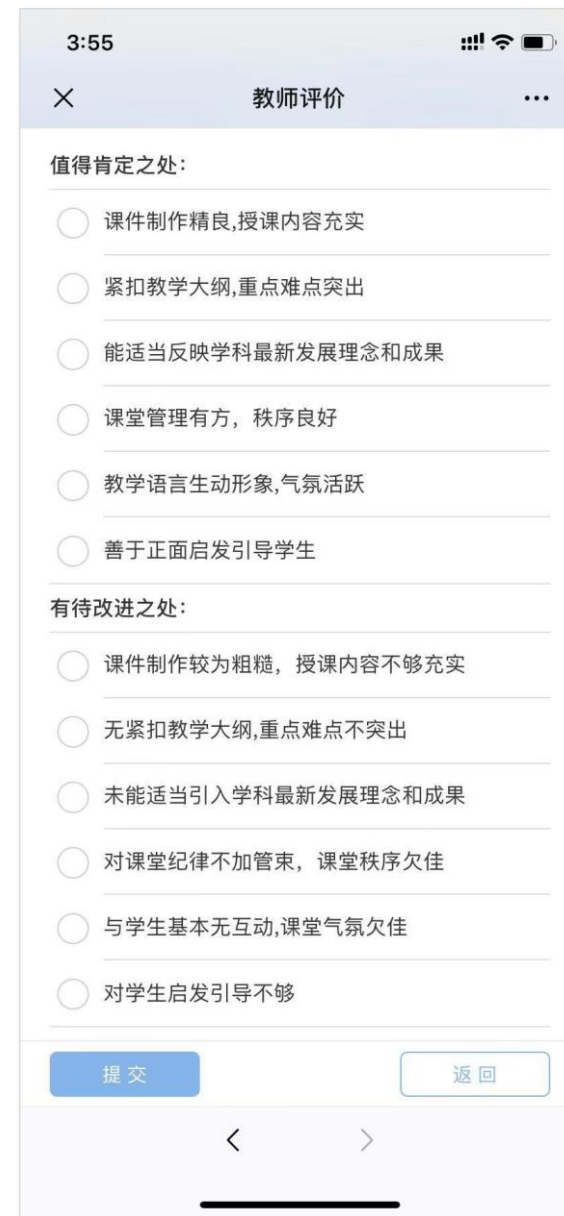 3:55
教师评价
值得肯定之处：
课件制作精良,授课内容充实
紧扣教学大纲,重点难点突出
能适当反映学科最新发展理念和成果
课堂管理有方，秩序良好
教学语言生动形象,气氛活跃
善于正面启发引导学生
有待改进之处：
课件制作较为粗糙，授课内容不够充实
无紧扣教学大纲,重点难点不突出
未能适当引入学科最新发展理念和成果
对课堂纪律不加管束，课堂秩序欠佳
与学生基本无互动,课堂气氛欠佳
对学生启发引导不够
提交
返回